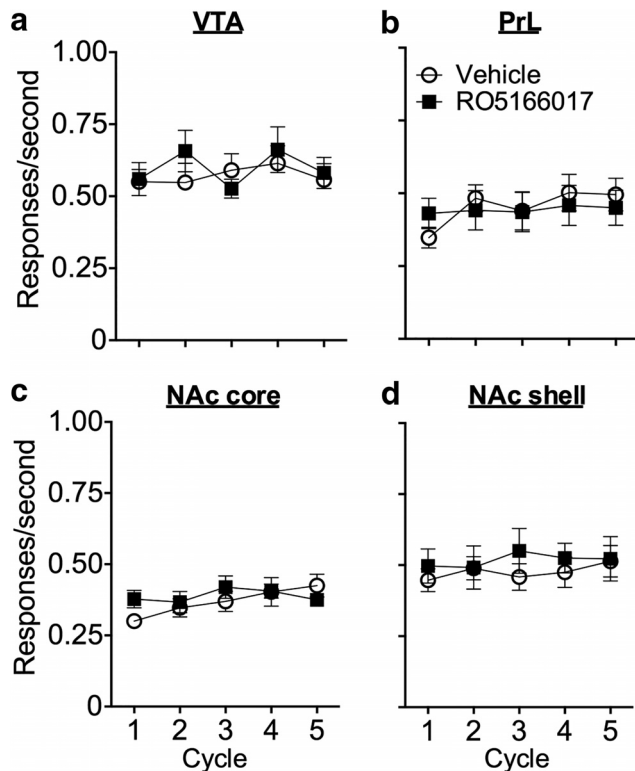 a
VTA
b
PrL
Responses/second
1.00
0.75
0.50
0.25
0
Vehicle
RO5166017
c
NAc core
d
NAc shell
Responses/second
1.00
0.75
0.50
0.25
0
1 2 3 4 5
Cycle
1 2 3 4 5
Cycle